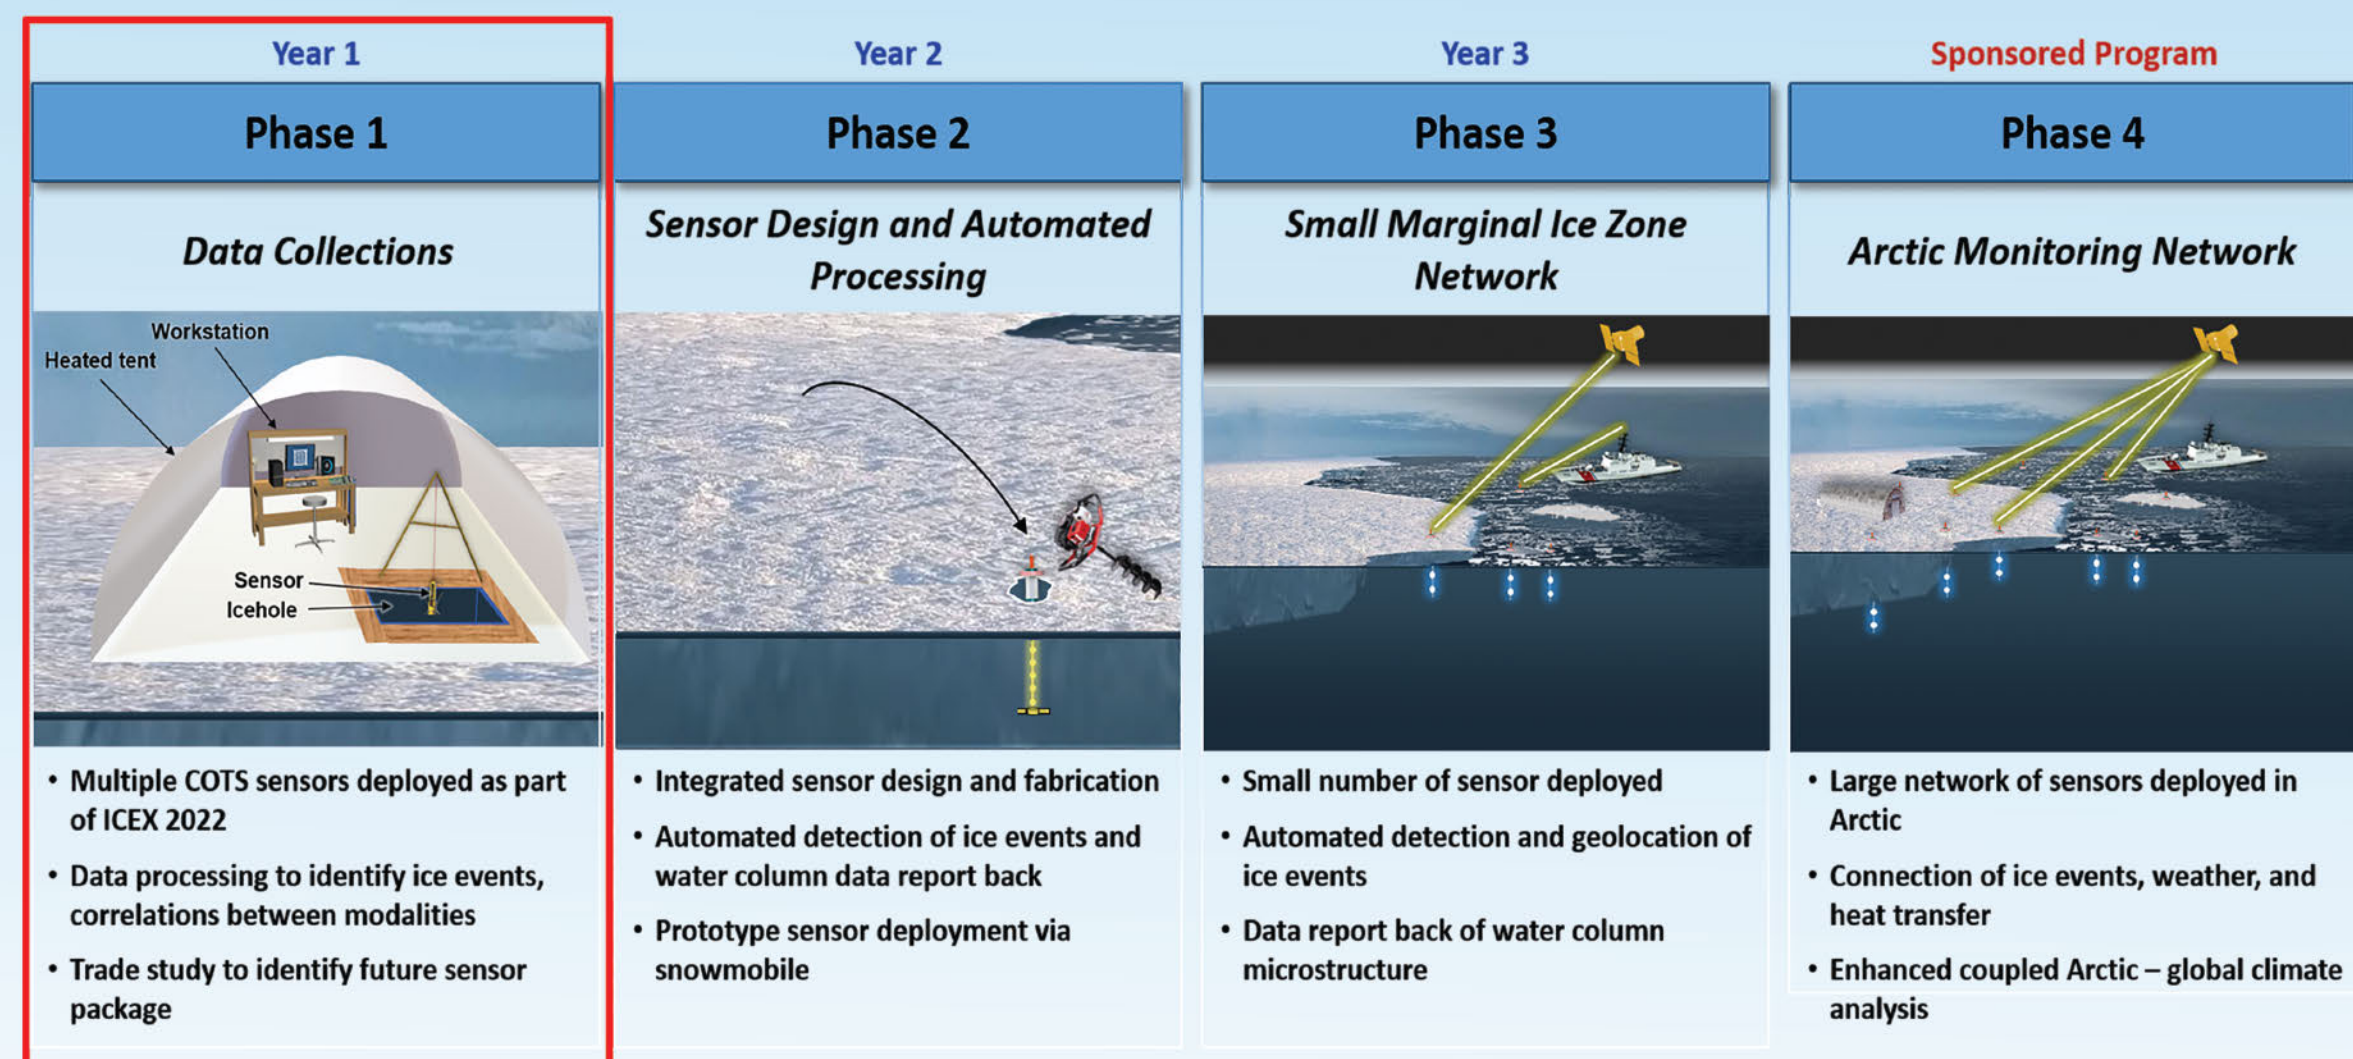 Year 1
Phase 1
Data Collections
Workstation
Heated tent
Sensor
Icehole
• Multiple COTS sensors deployed as part
of ICEX 2022
• Data processing to identify ice events,
correlations between modalities
• Trade study to identify future sensor
package
Year 2
Phase 2
Sensor Design and Automated
Processing
• Integrated sensor design and fabrication
• Automated detection of ice events and
water column data report back
• Prototype sensor deployment via
snowmobile
Year 3
Phase 3
Small Marginal Ice Zone
Network
• Small number of sensor deployed
• Automated detection and geolocation of
ice events
• Data report back of water column
microstructure
Sponsored Program
Phase 4
Arctic Monitoring Network
• Large network of sensors deployed in
Arctic
• Connection of ice events, weather, and
heat transfer
• Enhanced coupled Arctic – global climate
analysis